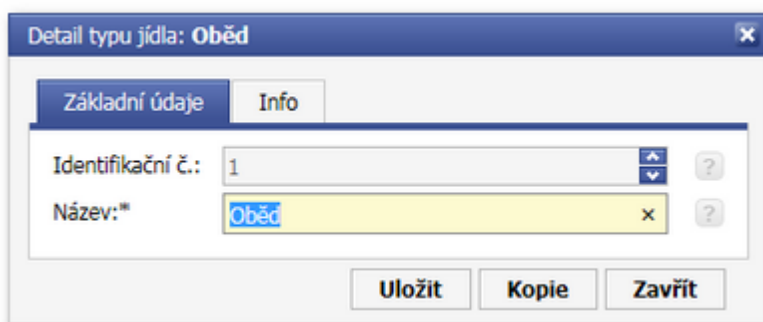 Detail typu jídla: Oběd
Základní údaje Info
Identifikační č.: 1 ?
Název:* Oběd × ?
Uložit Kopie Zavřít